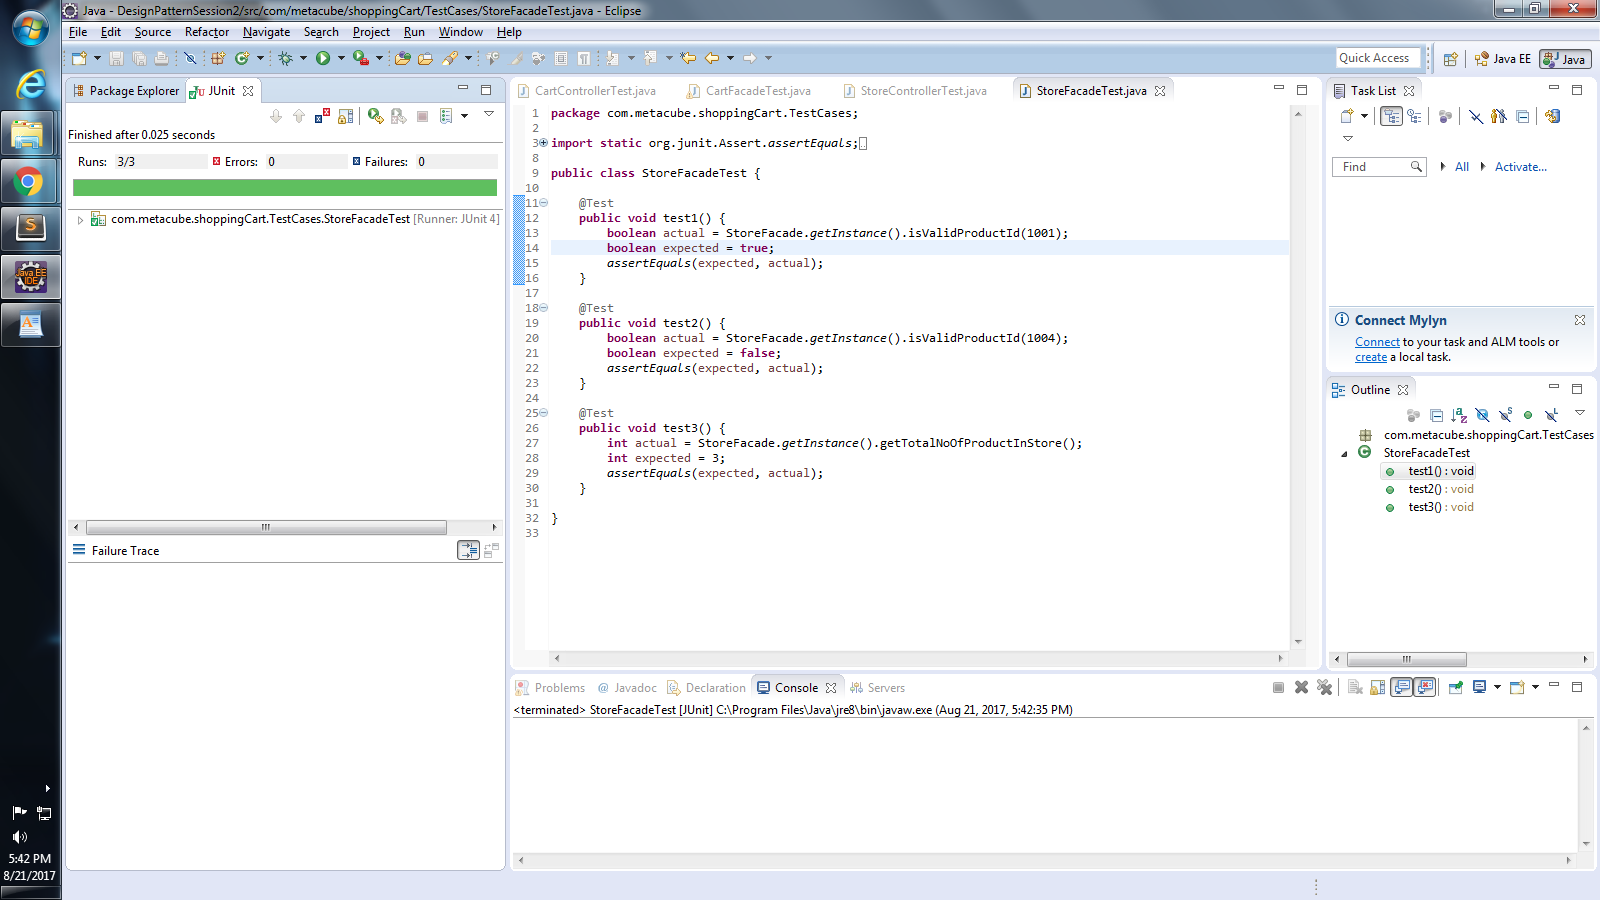 Java - DesignPatternSession2/src/com/metacube/shoppingCart/TestCases/StoreFacadeTest.java - Eclipse
File Edit Source Refactor Navigate Search Project Run Window Help
Quick Access
Java EE
Java
Package Explorer
JUnit
Finished after 0.025 seconds
Runs: 3/3
Errors: 0
Failures: 0
com.metacube.shoppingCart.TestCases.StoreFacadeTest [Runner: JUnit 4]
Failure Trace
CartControllerTest.java
CartFacadeTest.java
StoreControllerTest.java
StoreFacadeTest.java
1 package com.metacube.shoppingCart.TestCases;
2
3 import static org.junit.Assert.assertEquals;
8
9 public class StoreFacadeTest {
10
11 @Test
12 public void test1() {
13 boolean actual = StoreFacade.getInstance().isValidProductId(1001);
14 boolean expected = true;
15 assertEquals(expected, actual);
16 }
17
18 @Test
19 public void test2() {
20 boolean actual = StoreFacade.getInstance().isValidProductId(1004);
21 boolean expected = false;
22 assertEquals(expected, actual);
23 }
24
25 @Test
26 public void test3() {
27 int actual = StoreFacade.getInstance().getTotalNoOfProductInStore();
28 int expected = 3;
29 assertEquals(expected, actual);
30 }
31
32 }
33
Task List
Find
All
Activate...
Connect Mylyn
Connect to your task and ALM tools or
create a local task.
Outline
com.metacube.shoppingCart.TestCases
StoreFacadeTest
test1() : void
test2() : void
test3() : void
Problems
@ Javadoc
Declaration
Console
Servers
<terminated> StoreFacadeTest [JUnit] C:\Program Files\Java\jre8\bin\javaw.exe (Aug 21, 2017, 5:42:35 PM)
Java EE
IDE
5:42 PM
8/21/2017